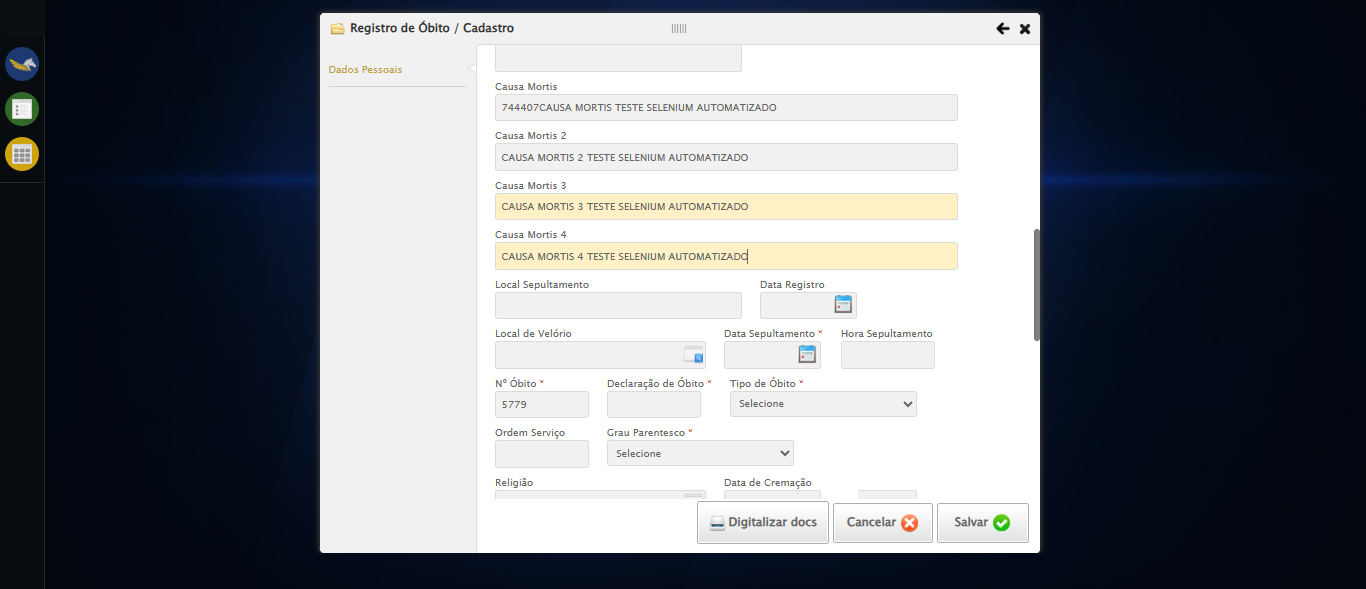 Registro de Óbito / Cadastro
Dados Pessoais
Causa Mortis
744407CAUSA MORTIS TESTE SELENIUM AUTOMATIZADO
Causa Mortis 2
CAUSA MORTIS 2 TESTE SELENIUM AUTOMATIZADO
Causa Mortis 3
CAUSA MORTIS 3 TESTE SELENIUM AUTOMATIZADO
Causa Mortis 4
CAUSA MORTIS 4 TESTE SELENIUM AUTOMATIZADO
Local Sepultamento Data Registro
Local de Velório Data Sepultamento * Hora Sepultamento
Nº Óbito * Declaração de Óbito * Tipo de Óbito *
5779 Selecione
Ordem Serviço Grau Parentesco *
Selecione
Religião Data de Cremação
Digitalizar docs Cancelar Salvar